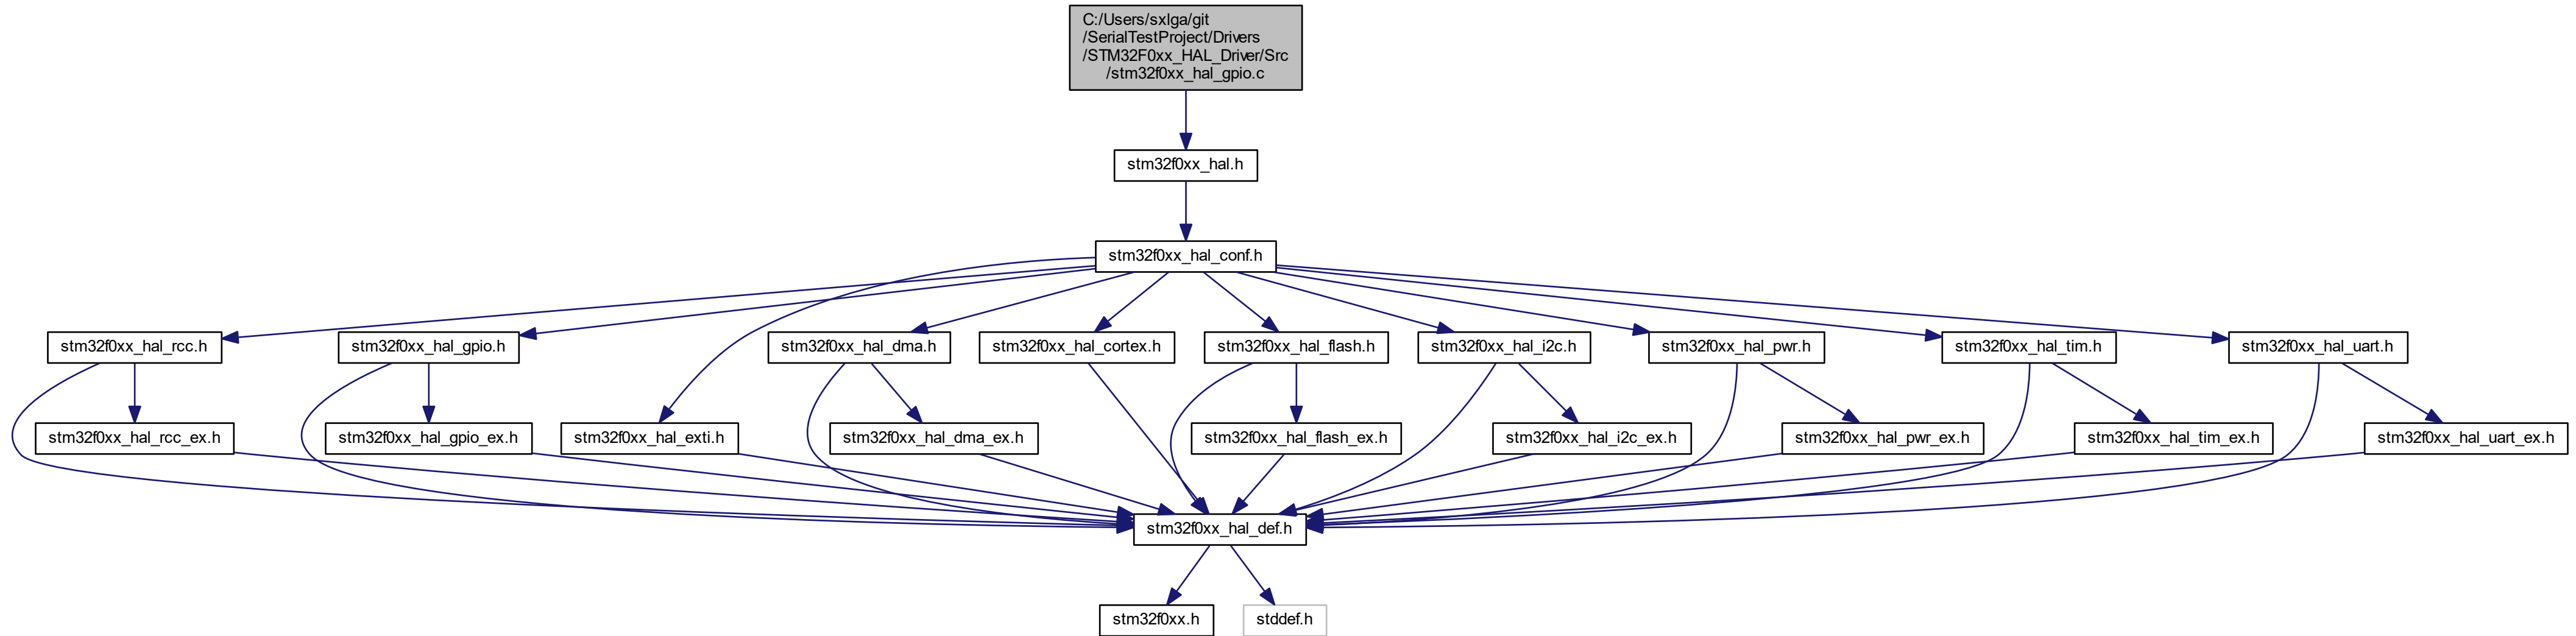 C:/Users/sxlga/git
/SerialTestProject/Drivers
/STM32F0xx_HAL_Driver/Src
/stm32f0xx_hal_gpio.c
stm32f0xx_hal.h
stm32f0xx_hal_conf.h
stm32f0xx_hal_rcc.h
stm32f0xx_hal_gpio.h
stm32f0xx_hal_dma.h
stm32f0xx_hal_cortex.h
stm32f0xx_hal_flash.h
stm32f0xx_hal_i2c.h
stm32f0xx_hal_pwr.h
stm32f0xx_hal_tim.h
stm32f0xx_hal_uart.h
stm32f0xx_hal_rcc_ex.h
stm32f0xx_hal_gpio_ex.h
stm32f0xx_hal_exti.h
stm32f0xx_hal_dma_ex.h
stm32f0xx_hal_flash_ex.h
stm32f0xx_hal_i2c_ex.h
stm32f0xx_hal_pwr_ex.h
stm32f0xx_hal_tim_ex.h
stm32f0xx_hal_uart_ex.h
stm32f0xx_hal_def.h
stm32f0xx.h
stddef.h